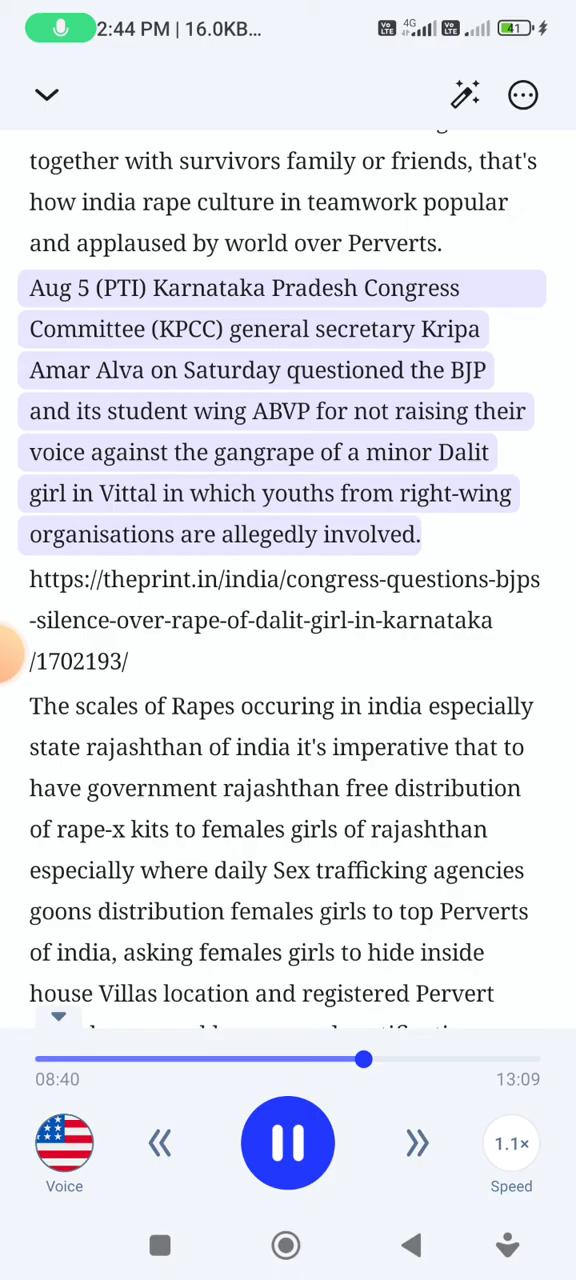 2:44 PM | 16.0KB...
Vo LTE 4G Vo LTE 41
together with survivors family or friends, that's
how india rape culture in teamwork popular
and applaused by world over Perverts.
Aug 5 (PTI) Karnataka Pradesh Congress
Committee (KPCC) general secretary Kripa
Amar Alva on Saturday questioned the BJP
and its student wing ABVP for not raising their
voice against the gangrape of a minor Dalit
girl in Vittal in which youths from right-wing
organisations are allegedly involved.
https://theprint.in/india/congress-questions-bjps
-silence-over-rape-of-dalit-girl-in-karnataka
/1702193/
The scales of Rapes occuring in india especially
state rajashthan of india it's imperative that to
have government rajashthan free distribution
of rape-x kits to females girls of rajashthan
especially where daily Sex trafficking agencies
goons distribution females girls to top Perverts
of india, asking females girls to hide inside
house Villas location and registered Pervert
08:40
13:09
1.1×
Voice
Speed